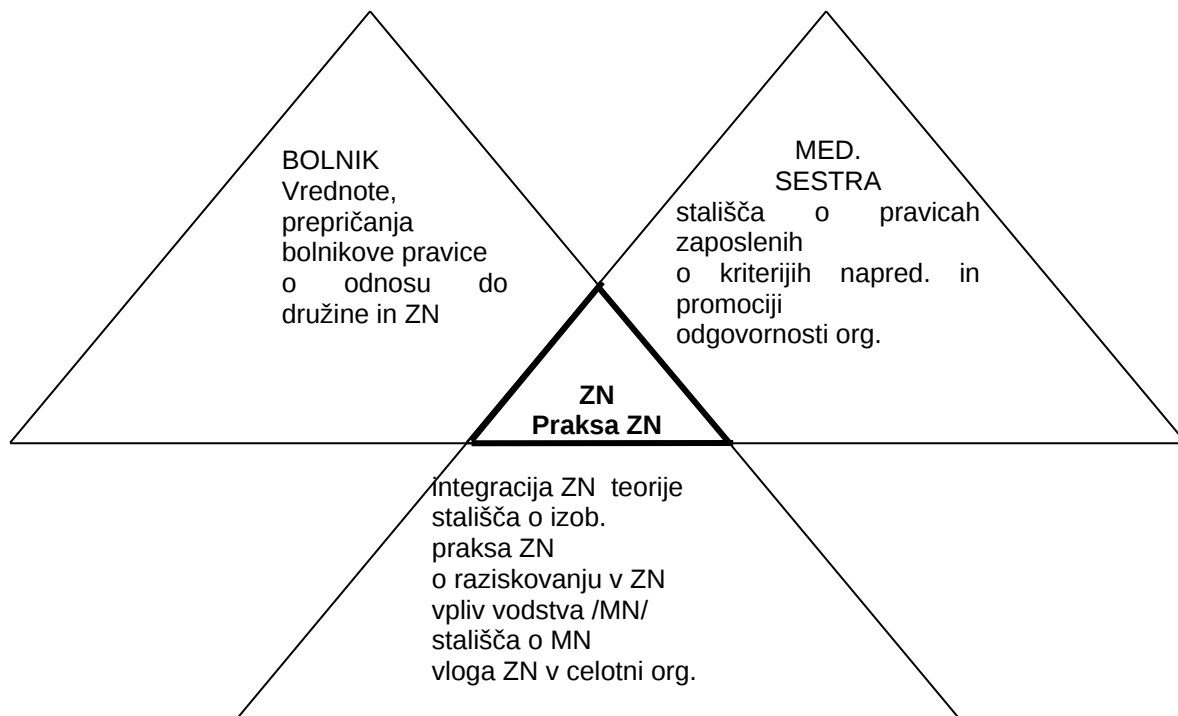 BOLNIK
Vrednote,
prepričanja
bolnikove pravice
o odnosu do
družine in ZN
MED.
SESTRA
stališča o pravicah
zaposlenih
o kriterijih napred. in
promociji
odgovornosti org.
ZN
Praksa ZN
integracija ZN teorije
stališča o izob.
praksa ZN
o raziskovanju v ZN
vpliv vodstva /MN/
stališča o MN
vloga ZN v celotni org.